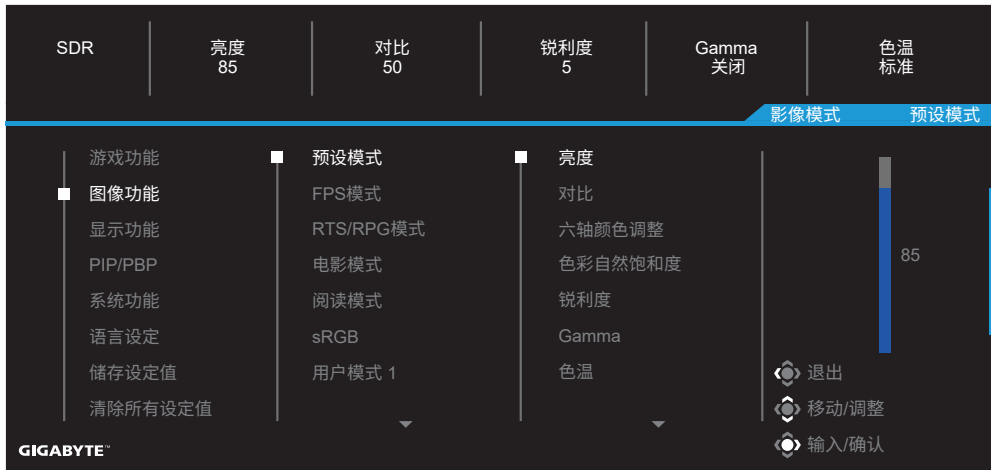 SDR
亮度
85
对比
50
锐利度
5
Gamma
关闭
色温
标准
影像模式 预设模式
游戏功能
图像功能
显示功能
PIP/PBP
系统功能
语言设定
储存设定值
清除所有设定值
预设模式
FPS模式
RTS/RPG模式
电影模式
阅读模式
sRGB
用户模式 1
亮度
对比
六轴颜色调整
色彩自然饱和度
锐利度
Gamma
色温
85
退出
移动/调整
输入/确认
GIGABYTE™